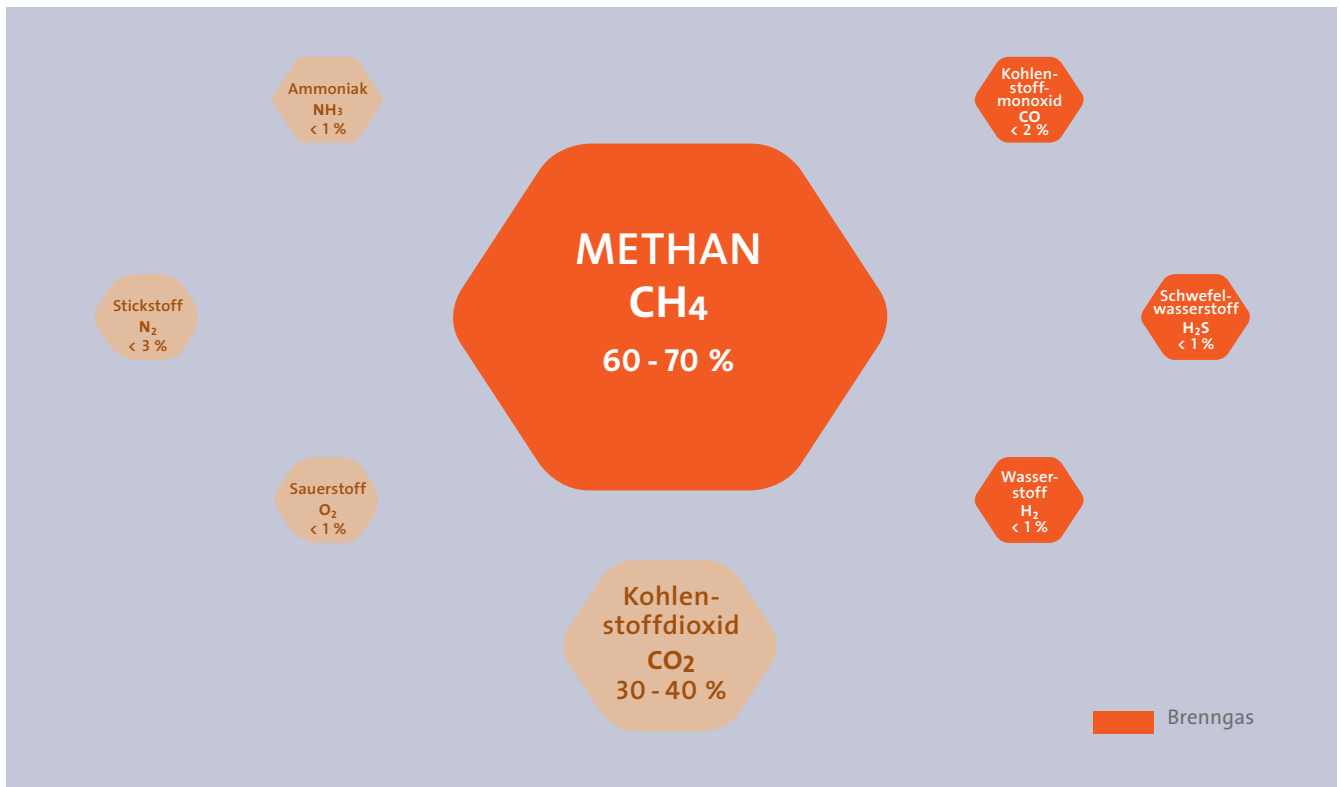 Ammoniak
NH₃
< 1 %
Kohlen-
stoff-
monoxid
CO
< 2 %
METHAN
CH₄
60 - 70 %
Stickstoff
N₂
< 3 %
Schwefel-
wasserstoff
H₂S
< 1 %
Sauerstoff
O₂
< 1 %
Wasser-
stoff
H₂
< 1 %
Kohlen-
stoffdioxid
CO₂
30 - 40 %
Brenngas